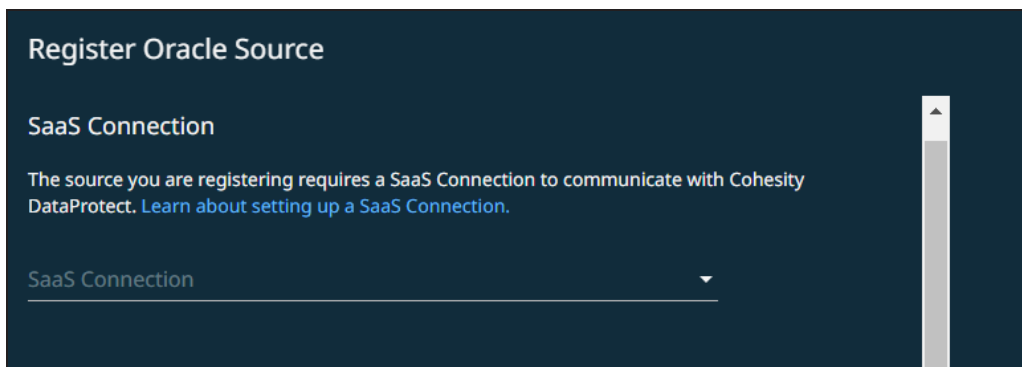 Register Oracle Source
SaaS Connection
The source you are registering requires a SaaS Connection to communicate with Cohesity
DataProtect. Learn about setting up a SaaS Connection.
SaaS Connection